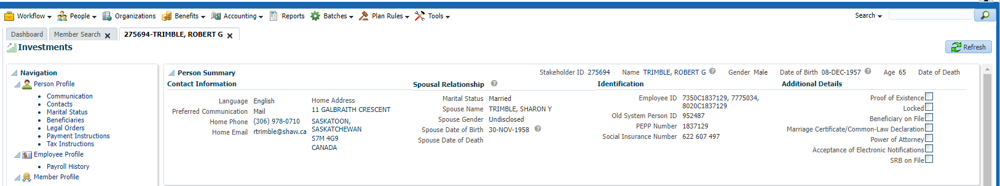 Workflow People Organizations Benefits Accounting Reports Batches Plan Rules Tools Search
Dashboard Member Search 275694-TRIMBLE, ROBERT G
Investments
Refresh
Navigation
Person Profile
Communication
Contacts
Marital Status
Beneficiaries
Legal Orders
Payment Instructions
Tax Instructions
Employee Profile
Payroll History
Member Profile
Person Summary Stakeholder ID 275694 Name TRIMBLE, ROBERT G Gender Male Date of Birth 08-DEC-1957 Age 65 Date of Death
Contact Information
Language English
Preferred Communication Mail
Home Phone (306) 978-0710
Home Email rtrimble@shaw.ca
Home Address
11 GALBRAITH CRESCENT
SASKATOON,
SASKATCHEWAN
S7M 4G9
CANADA
Spousal Relationship
Marital Status Married
Spouse Name TRIMBLE, SHARON Y
Spouse Gender Undisclosed
Spouse Date of Birth 30-NOV-1958
Spouse Date of Death
Identification
Employee ID 7350C1837129, 7775034,
8020C1837129
Old System Person ID 952487
PEPP Number 1837129
Social Insurance Number 622 607 497
Additional Details
Proof of Existence
Locked
Beneficiary on File
Marriage Certificate/Common-Law Declaration
Power of Attorney
Acceptance of Electronic Notifications
SRB on File